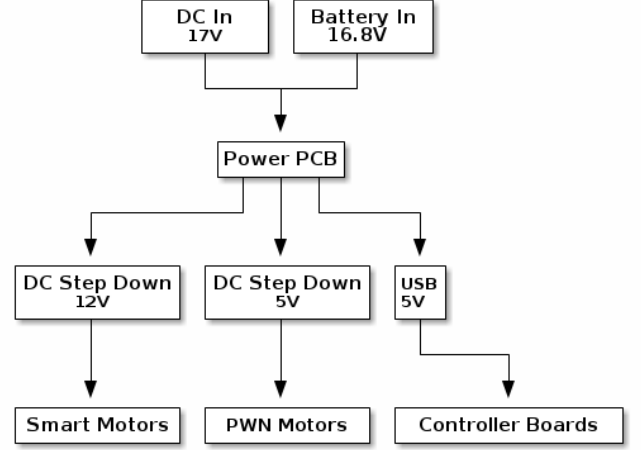 DC In
17V
Battery In
16.8V
Power PCB
DC Step Down
12V
DC Step Down
5V
USB
5V
Smart Motors
PWN Motors
Controller Boards